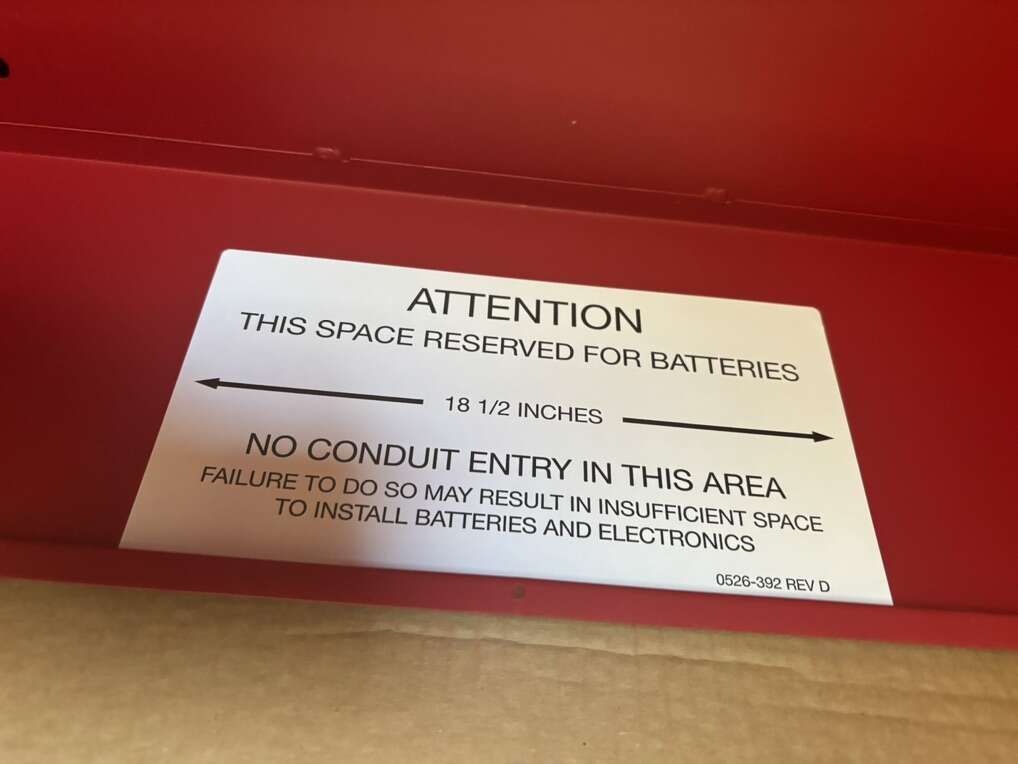 ATTENTION
THIS SPACE RESERVED FOR BATTERIES
18 1/2 INCHES
NO CONDUIT ENTRY IN THIS AREA
FAILURE TO DO SO MAY RESULT IN INSUFFICIENT SPACE
TO INSTALL BATTERIES AND ELECTRONICS
0526-392 REV D